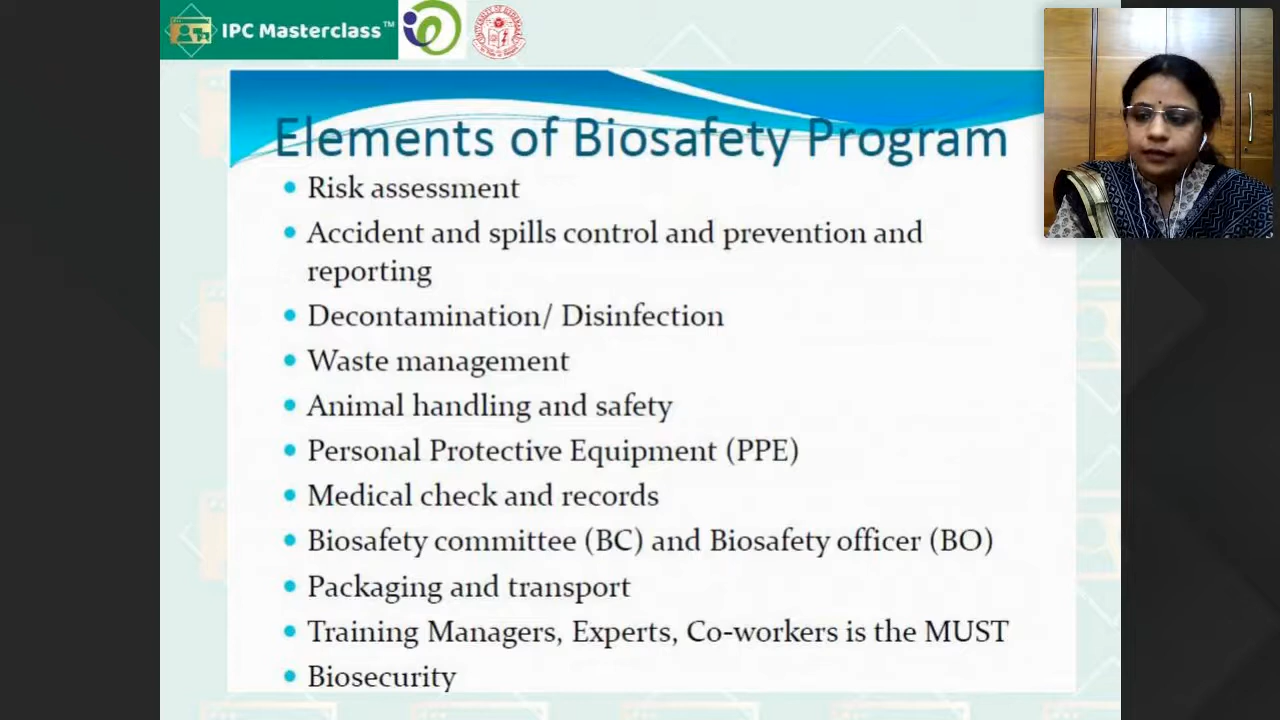 IPC Masterclass™
Elements of Biosafety Program
• Risk assessment
• Accident and spills control and prevention and
reporting
• Decontamination/ Disinfection
• Waste management
• Animal handling and safety
• Personal Protective Equipment (PPE)
• Medical check and records
• Biosafety committee (BC) and Biosafety officer (BO)
• Packaging and transport
• Training Managers, Experts, Co-workers is the MUST
• Biosecurity